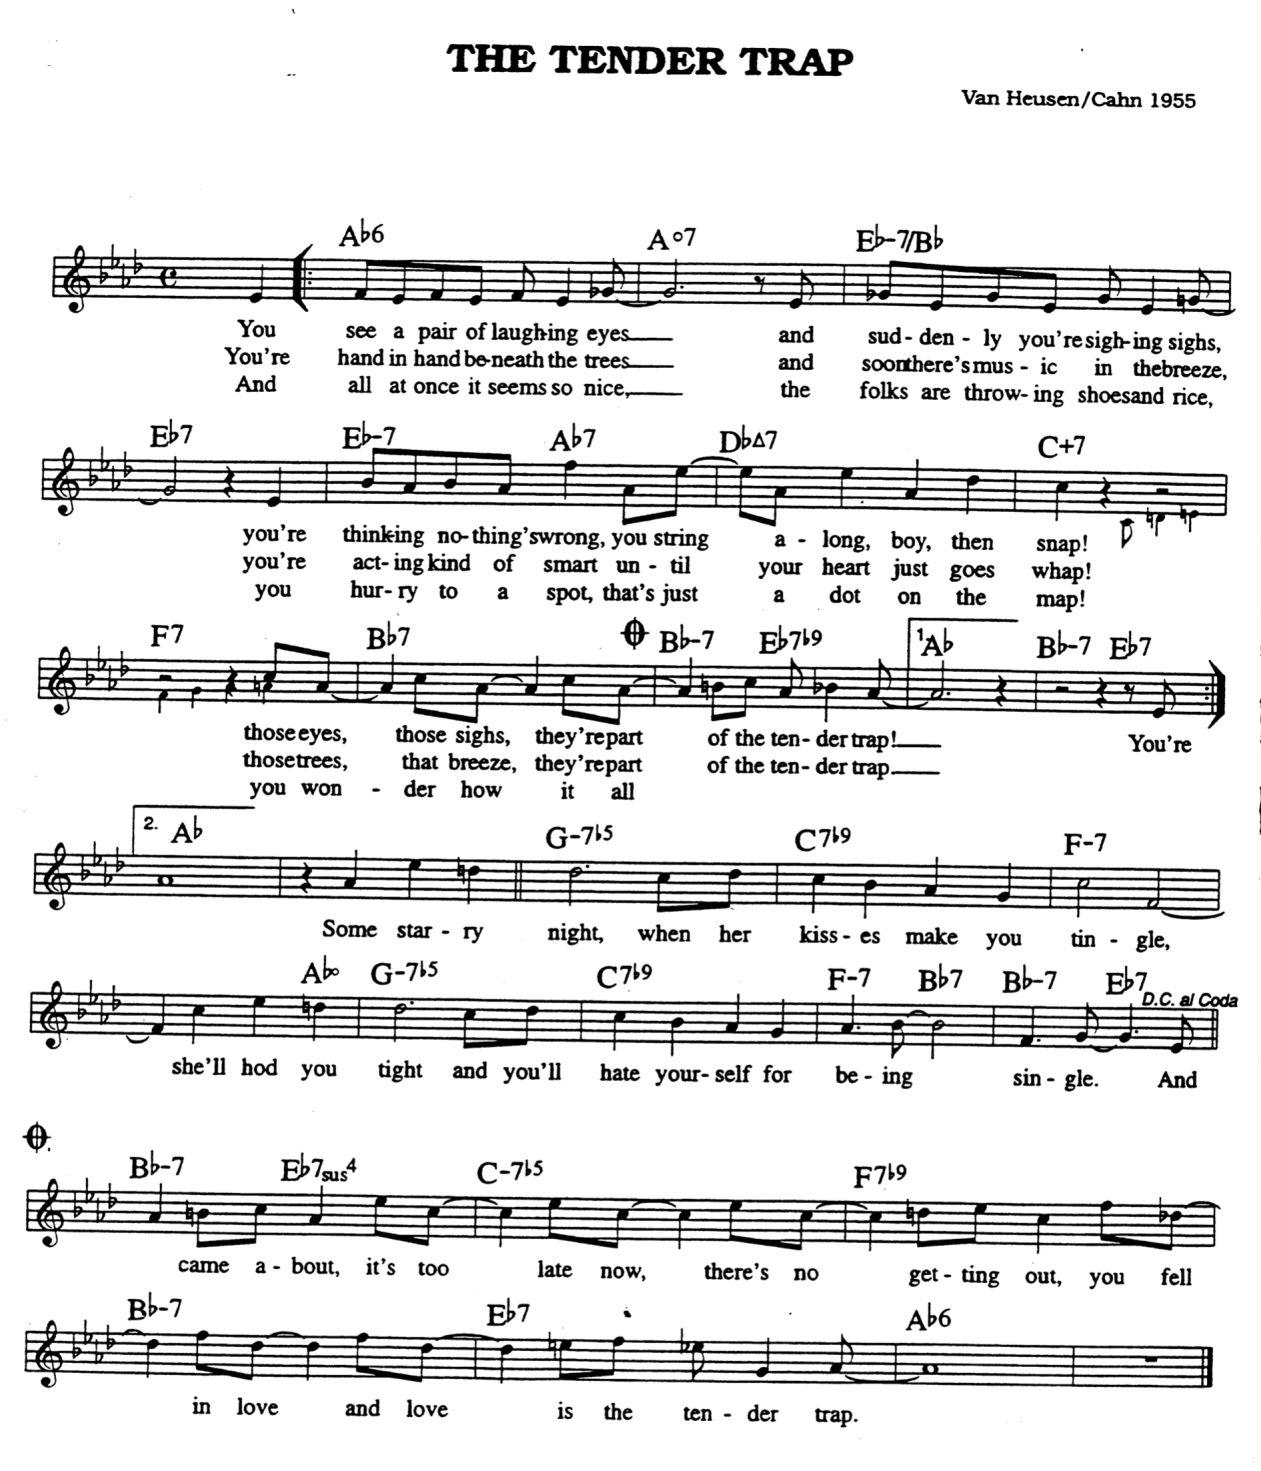 THE TENDER TRAP
Van Heusen/Cahn 1955
A♭6 A°7 E♭-7/B♭
You see a pair of laugh-ing eyes and sud-den-ly you're sigh-ing sighs,
You're hand in hand be-neath the trees and soon there's mus-ic in the breeze,
And all at once it seems so nice, the folks are throw-ing shoes and rice,
E♭7 E♭-7 A♭7 D♭△7 C+7
you're think-ing no-thing's wrong, you string a-long, boy, then snap!
you're act-ing kind of smart un-til your heart just goes whap!
you hur-ry to a spot, that's just a dot on the map!
F7 B♭7 B♭-7 E♭7♭9 1 A♭ B♭-7 E♭7
those eyes, those sighs, they're part of the ten-der trap! You're
those trees, that breeze, they're part of the ten-der trap
you won-der how it all
2. A♭ G-7♭5 C7♭9 F-7
Some star-ry night, when her kiss-es make you tin-gle,
A♭° G-7♭5 C7♭9 F-7 B♭7 B♭-7 E♭7
D.C. al Coda
she'll hod you tight and you'll hate your-self for be-ing sin-gle. And
B♭-7 E♭7sus4 C-7♭5 F7♭9
came a-bout, it's too late now, there's no get-ting out, you fell
B♭-7 E♭7 A♭6
in love and love is the ten-der trap.